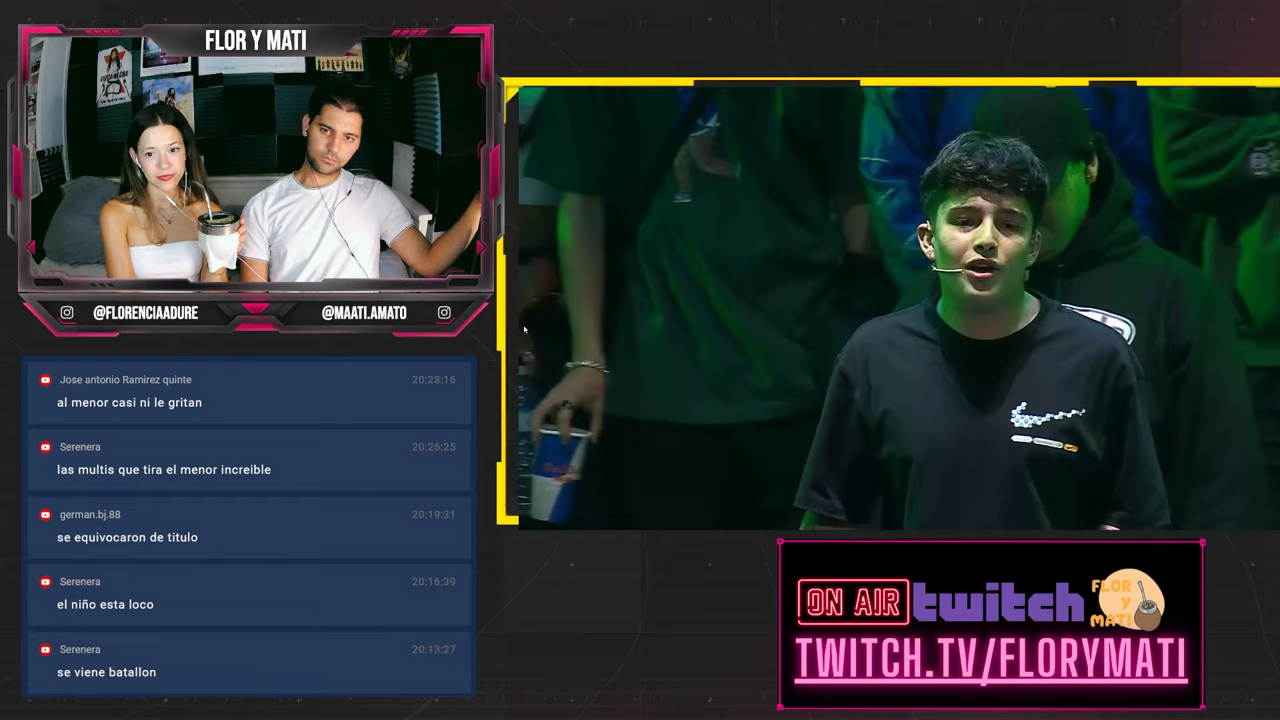 FLOR Y MATI
@FLORENCIAADURE
@MAATI.AMATO
Jose antonio Ramirez quinte 20:28:16
al menor casi ni le gritan
Serenera 20:26:25
las multis que tira el menor increible
german.bj.88 20:19:31
se equivocaron de titulo
Serenera 20:16:39
el niño esta loco
Serenera 20:13:27
se viene batallon
ON AIR twitch
FLOR
Y
MATI
TWITCH.TV/FLORYMATI